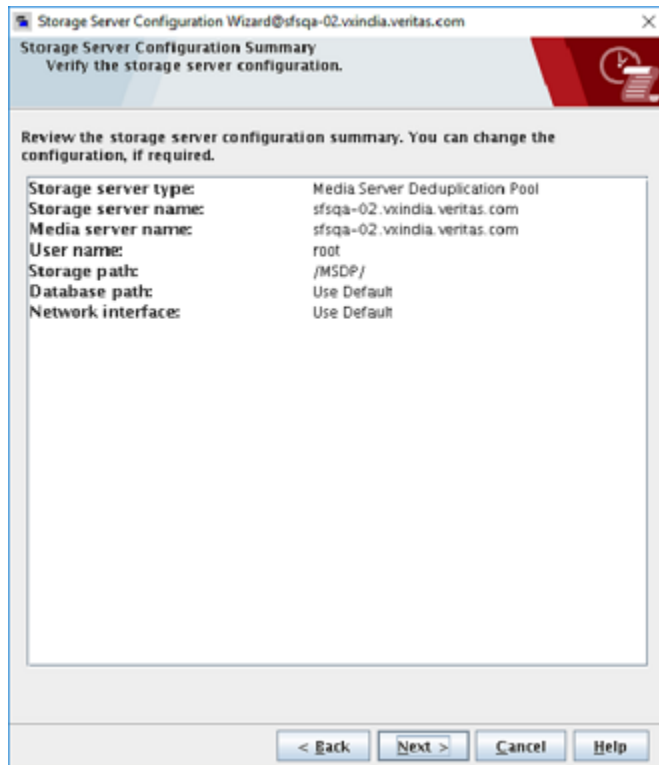 Storage Server Configuration Wizard@sfsqa-02.vxindia.veritas.com
Storage Server Configuration Summary
Verify the storage server configuration.
Review the storage server configuration summary. You can change the
configuration, if required.
Storage server type: Media Server Deduplication Pool
Storage server name: sfsqa-02.vxindia.veritas.com
Media server name: sfsqa-02.vxindia.veritas.com
User name: root
Storage path: /MSDP/
Database path: Use Default
Network interface: Use Default
< Back Next > Cancel Help